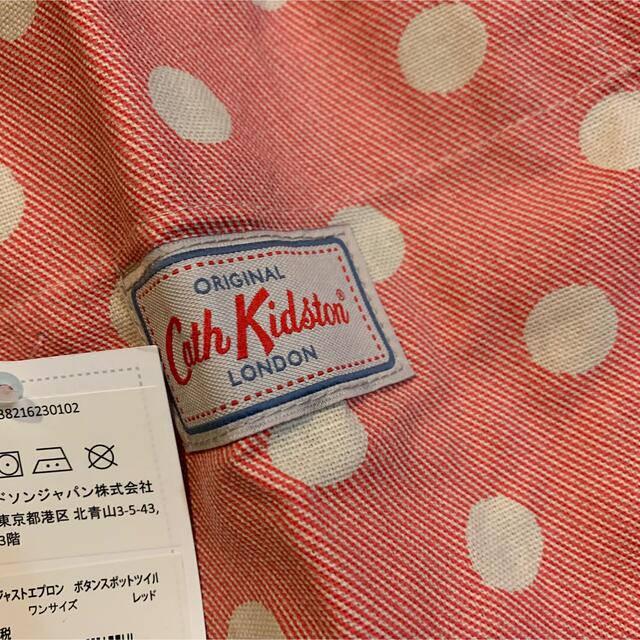 ORIGINAL
Cath Kidston®
LONDON
38216230102
ドソンジャパン株式会社
東京都港区 北青山3-5-43,
3階
ジャストエプロン ボタンスポットツイル
ワンサイズ レッド
税